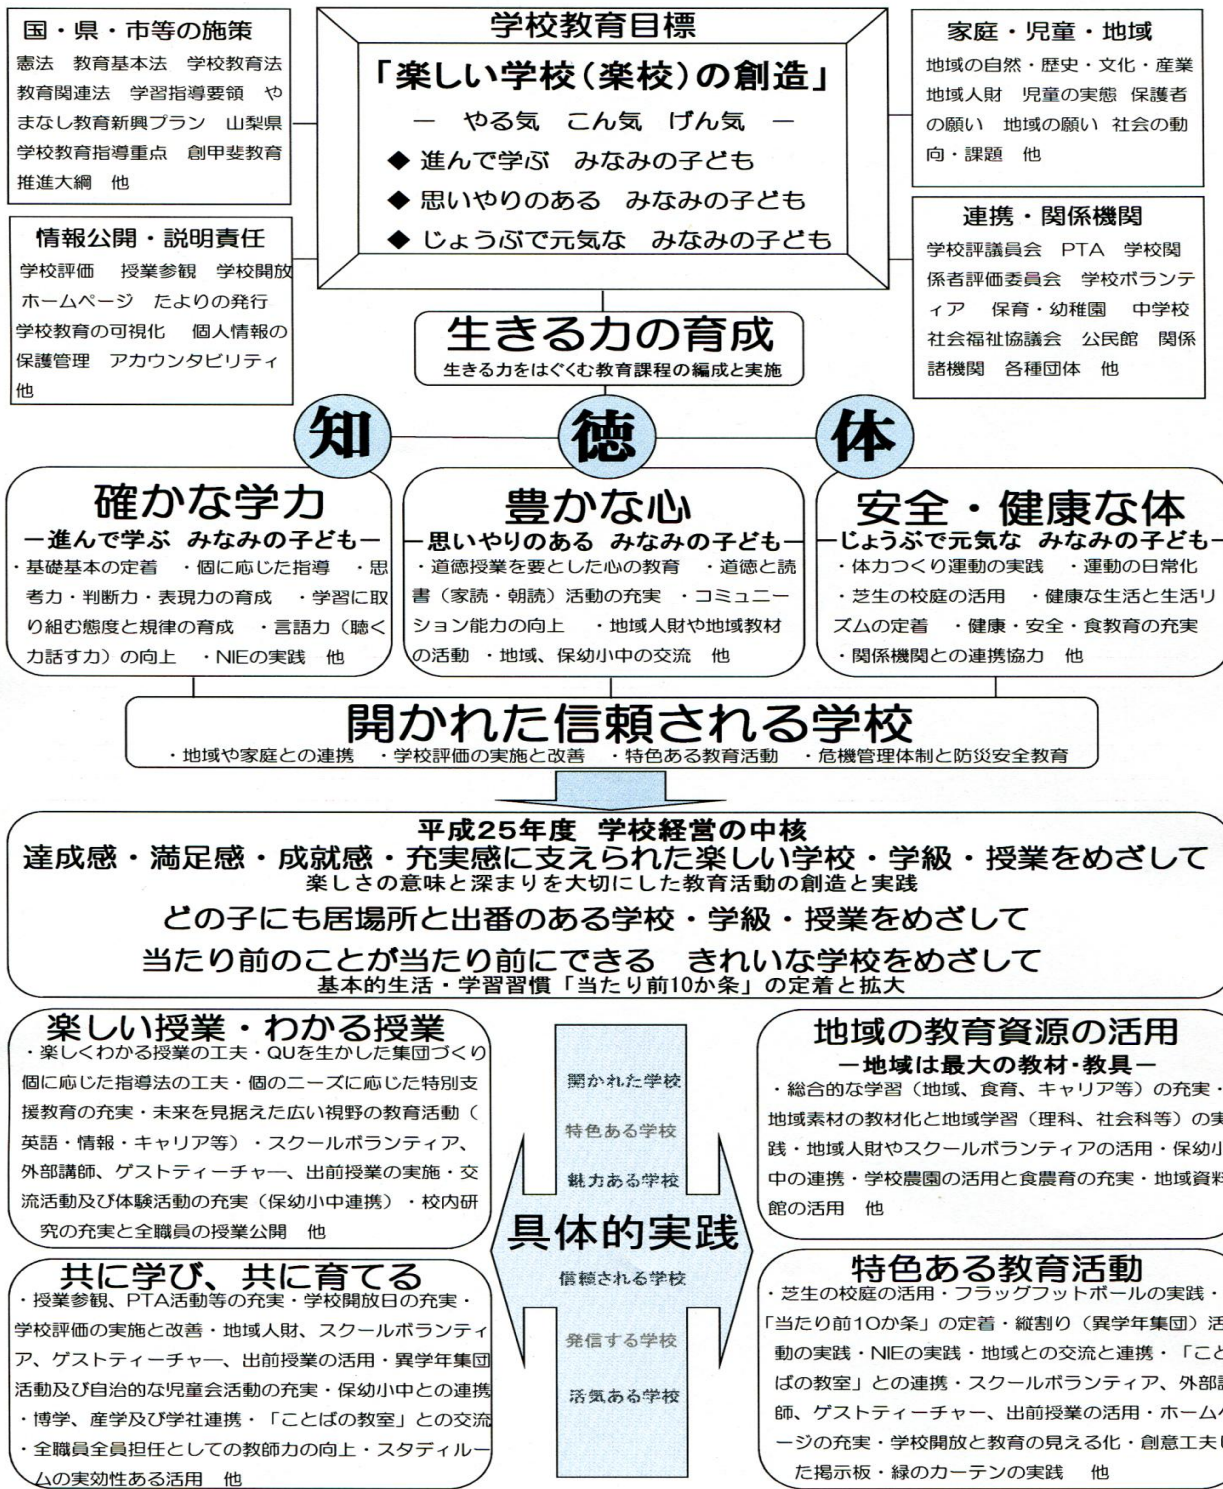 国・県・市等の施策
憲法 教育基本法 学校教育法
教育関連法 学習指導要領 や
まなし教育新興プラン 山梨県
学校教育指導重点 創甲斐教育
推進大綱 他
情報公開・説明責任
学校評価 授業参観 学校開放
ホームページ たよりの発行
学校教育の可視化 個人情報の
保護管理 アカウンタビリティ
他
学校教育目標
「楽しい学校(楽校)の創造」
― やる気 こん気 げん気 ―
◆ 進んで学ぶ みなみの子ども
◆ 思いやりのある みなみの子ども
◆ じょうぶで元気な みなみの子ども
家庭・児童・地域
地域の自然・歴史・文化・産業
地域人財 児童の実態 保護者
の願い 地域の願い 社会の動
向・課題 他
連携・関係機関
学校評議員会 PTA 学校関
係者評価委員会 学校ボランテ
ィア 保育・幼稚園 中学校
社会福祉協議会 公民館 関係
諸機関 各種団体 他
生きる力の育成
生きる力をはぐくむ教育課程の編成と実施
知
徳
体
確かな学力
―進んで学ぶ みなみの子ども―
・基礎基本の定着 ・個に応じた指導 ・思
考力・判断力・表現力の育成 ・学習に取
り組む態度と規律の育成 ・言語力(聴く
力話す力)の向上 ・NIEの実践 他
豊かな心
―思いやりのある みなみの子ども―
・道徳授業を要とした心の教育 ・道徳と読
書(家読・朝読)活動の充実 ・コミュニケー
ション能力の向上 ・地域人財や地域教材
の活動 ・地域、保幼小中の交流 他
安全・健康な体
―じょうぶで元気な みなみの子ども―
・体力つくり運動の実践 ・運動の日常化
・芝生の校庭の活用 ・健康な生活と生活リ
ズムの定着 ・健康・安全・食教育の充実
・関係機関との連携協力 他
開かれた信頼される学校
・地域や家庭との連携 ・学校評価の実施と改善 ・特色ある教育活動 ・危機管理体制と防災安全教育
平成25年度 学校経営の中核
達成感・満足感・成就感・充実感に支えられた楽しい学校・学級・授業をめざして
楽しさの意味と深まりを大切にした教育活動の創造と実践
どの子にも居場所と出番のある学校・学級・授業をめざして
当たり前のことが当たり前にできる きれいな学校をめざして
基本的生活・学習習慣「当たり前10か条」の定着と拡大
楽しい授業・わかる授業
・楽しくわかる授業の工夫・QUを生かした集団づくり
個に応じた指導法の工夫・個のニーズに応じた特別支
援教育の充実・未来を見据えた広い視野の教育活動(
英語・情報・キャリア等)・スクールボランティア、
外部講師、ゲストティーチャー、出前授業の実施・交
流活動及び体験活動の充実(保幼小中連携)・校内研
究の充実と全職員の授業公開 他
共に学び、共に育てる
・授業参観、PTA活動等の充実・学校開放日の充実・
学校評価の実施と改善・地域人財、スクールボランティ
ア、ゲストティーチャー、出前授業の活用・異学年集団
活動及び自治的な児童会活動の充実・保幼小中との連携
・博学、産学及び学社連携・「ことばの教室」との交流
・全職員全員担任としての教師力の向上・スタディルー
ムの実効性ある活用 他
開かれた学校
特色ある学校
魅力ある学校
具体的実践
信頼される学校
発信する学校
活気ある学校
地域の教育資源の活用
―地域は最大の教材・教具―
・総合的な学習(地域、食育、キャリア等)の充実・
地域素材の教材化と地域学習(理科、社会科等)の実
践・地域人財やスクールボランティアの活用・保幼小
中の連携・学校農園の活用と食農育の充実・地域資料
館の活用 他
特色ある教育活動
・芝生の校庭の活用・フラッグフットボールの実践・
「当たり前10か条」の定着・縦割り(異学年集団)活
動の実践・NIEの実践・地域との交流と連携・「こと
ばの教室」との連携・スクールボランティア、外部講
師、ゲストティーチャー、出前授業の活用・ホームペ
ージの充実・学校開放と教育の見える化・創意工夫し
た掲示板・緑のカーテンの実践 他